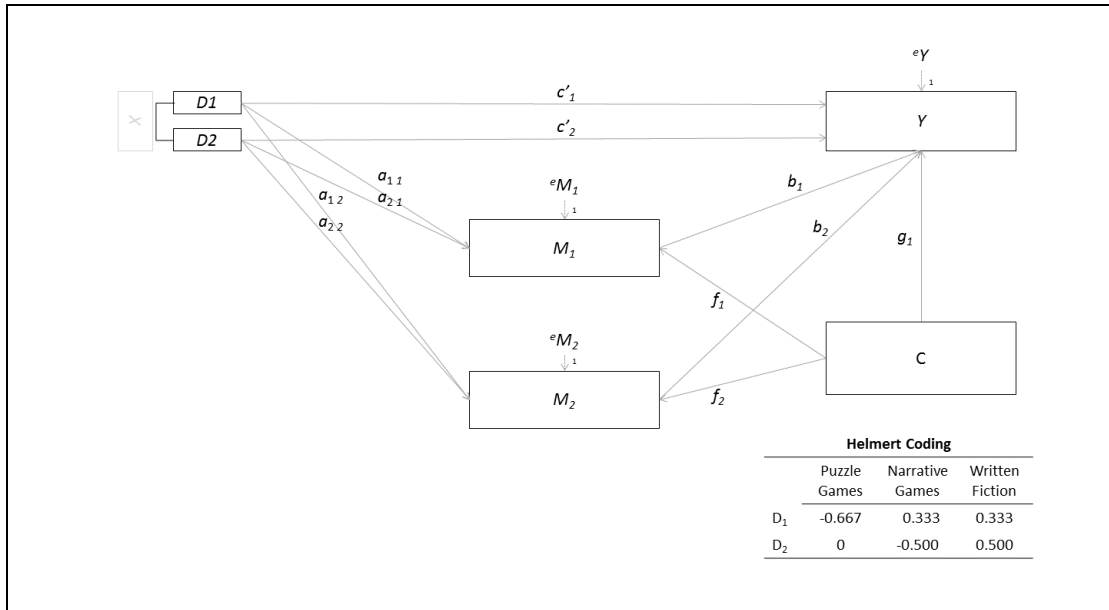 eY
1
X
D1
D2
c'1
c'2
Y
a1 1
a2 1
a1 2
a2 2
eM1
1
M1
b1
b2
g1
f1
f2
eM2
1
M2
C
Helmert Coding
Puzzle Games Narrative Games Written Fiction
D1 -0.667 0.333 0.333
D2 0 -0.500 0.500